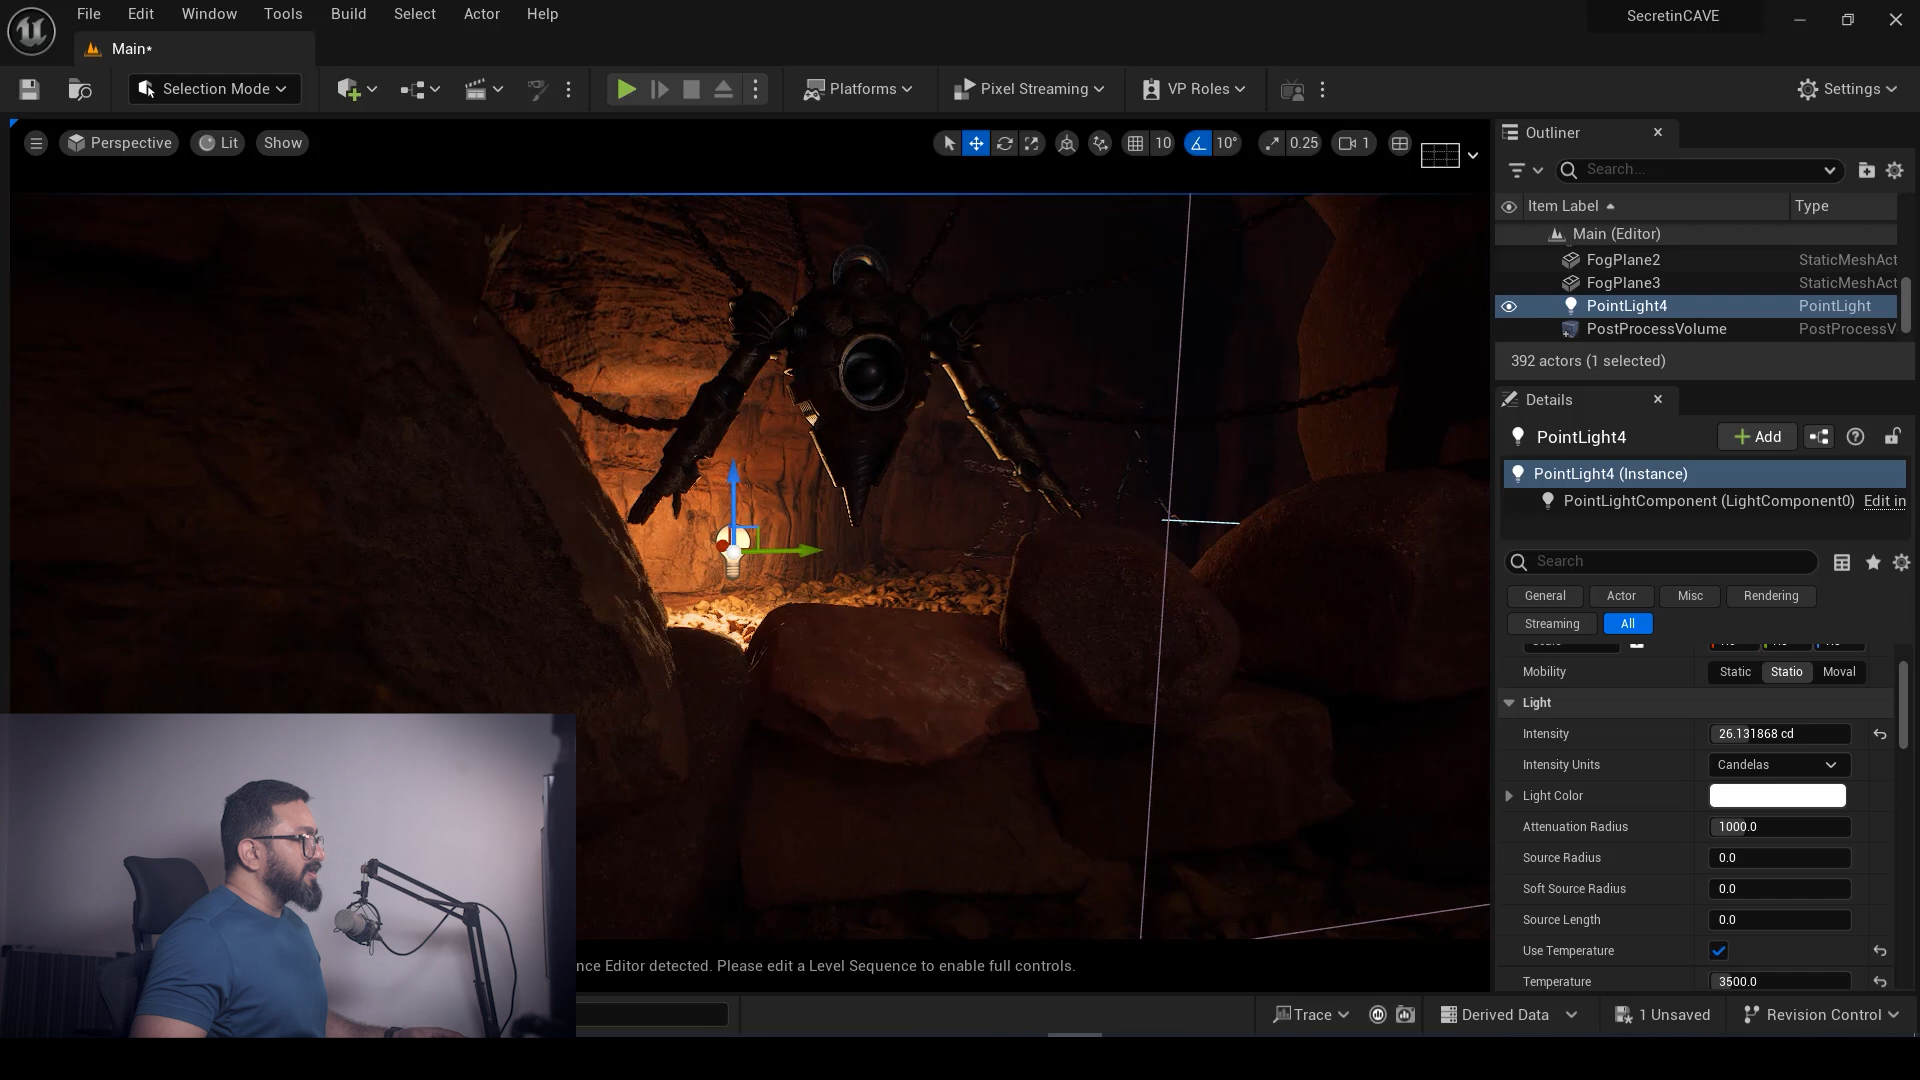 File Edit Window Tools Build Select Actor Help
SecretinCAVE
Main*
Selection Mode
Platforms
Pixel Streaming
VP Roles
Settings
Perspective
Lit
Show
10
10°
0.25
1
Outliner
Search...
Item Label
Type
Main (Editor)
FogPlane2 StaticMeshAct
FogPlane3 StaticMeshAct
PointLight4 PointLight
PostProcessVolume PostProcessV
392 actors (1 selected)
Details
PointLight4
Add
PointLight4 (Instance)
PointLightComponent (LightComponent0) Edit in
Search
General Actor Misc Rendering
Streaming All
Mobility Static Statio Moval
Light
Intensity 26.131868 cd
Intensity Units Candelas
Light Color
Attenuation Radius 1000.0
Source Radius 0.0
Soft Source Radius 0.0
Source Length 0.0
Use Temperature
Temperature 3500.0
nce Editor detected. Please edit a Level Sequence to enable full controls.
Trace
Derived Data
1 Unsaved
Revision Control